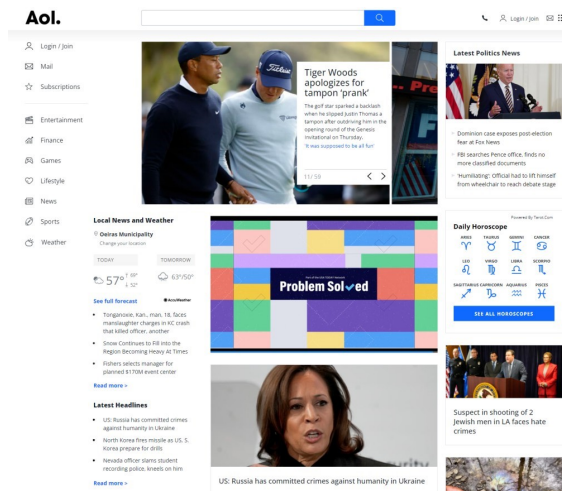 Aol.
Login / Join
Login / Join
Mail
Subscriptions
Entertainment
Finance
Games
Lifestyle
News
Sports
Weather
Titleist
Tiger Woods
apologizes for
tampon 'prank'
The golf star sparked a backlash
when he slipped Justin Thomas a
tampon after outdriving him in the
opening round of the Genesis
Invitational on Thursday.
'It was supposed to be all fun'
11 / 59
Latest Politics News
Dominion case exposes post-election
fear at Fox News
FBI searches Pence office, finds no
more classified documents
'Humiliating': Official had to lift himself
from wheelchair to reach debate stage
Local News and Weather
Oeiras Municipality
Change your location
TODAY
TOMORROW
57°
68°
52°
63°/50°
See full forecast
AccuWeather
Tonganoxie, Kan., man, 18, faces
manslaughter charges in KC crash
that killed officer, another
Snow Continues to Fill into the
Region Becoming Heavy At Times
Fishers selects manager for
planned $170M event center
Read more »
Latest Headlines
US: Russia has committed crimes
against humanity in Ukraine
North Korea fires missile as US, S.
Korea prepare for drills
Nevada officer slams student
recording police, kneels on him
Read more »
Problem Solved
US: Russia has committed crimes against humanity in Ukraine
Powered By Tarot.Com
Daily Horoscope
ARIES TAURUS GEMINI CANCER
LEO VIRGO LIBRA SCORPIO
SAGITTARIUS CAPRICORN AQUARIUS PISCES
SEE ALL HOROSCOPES
Suspect in shooting of 2
Jewish men in LA faces hate
crimes